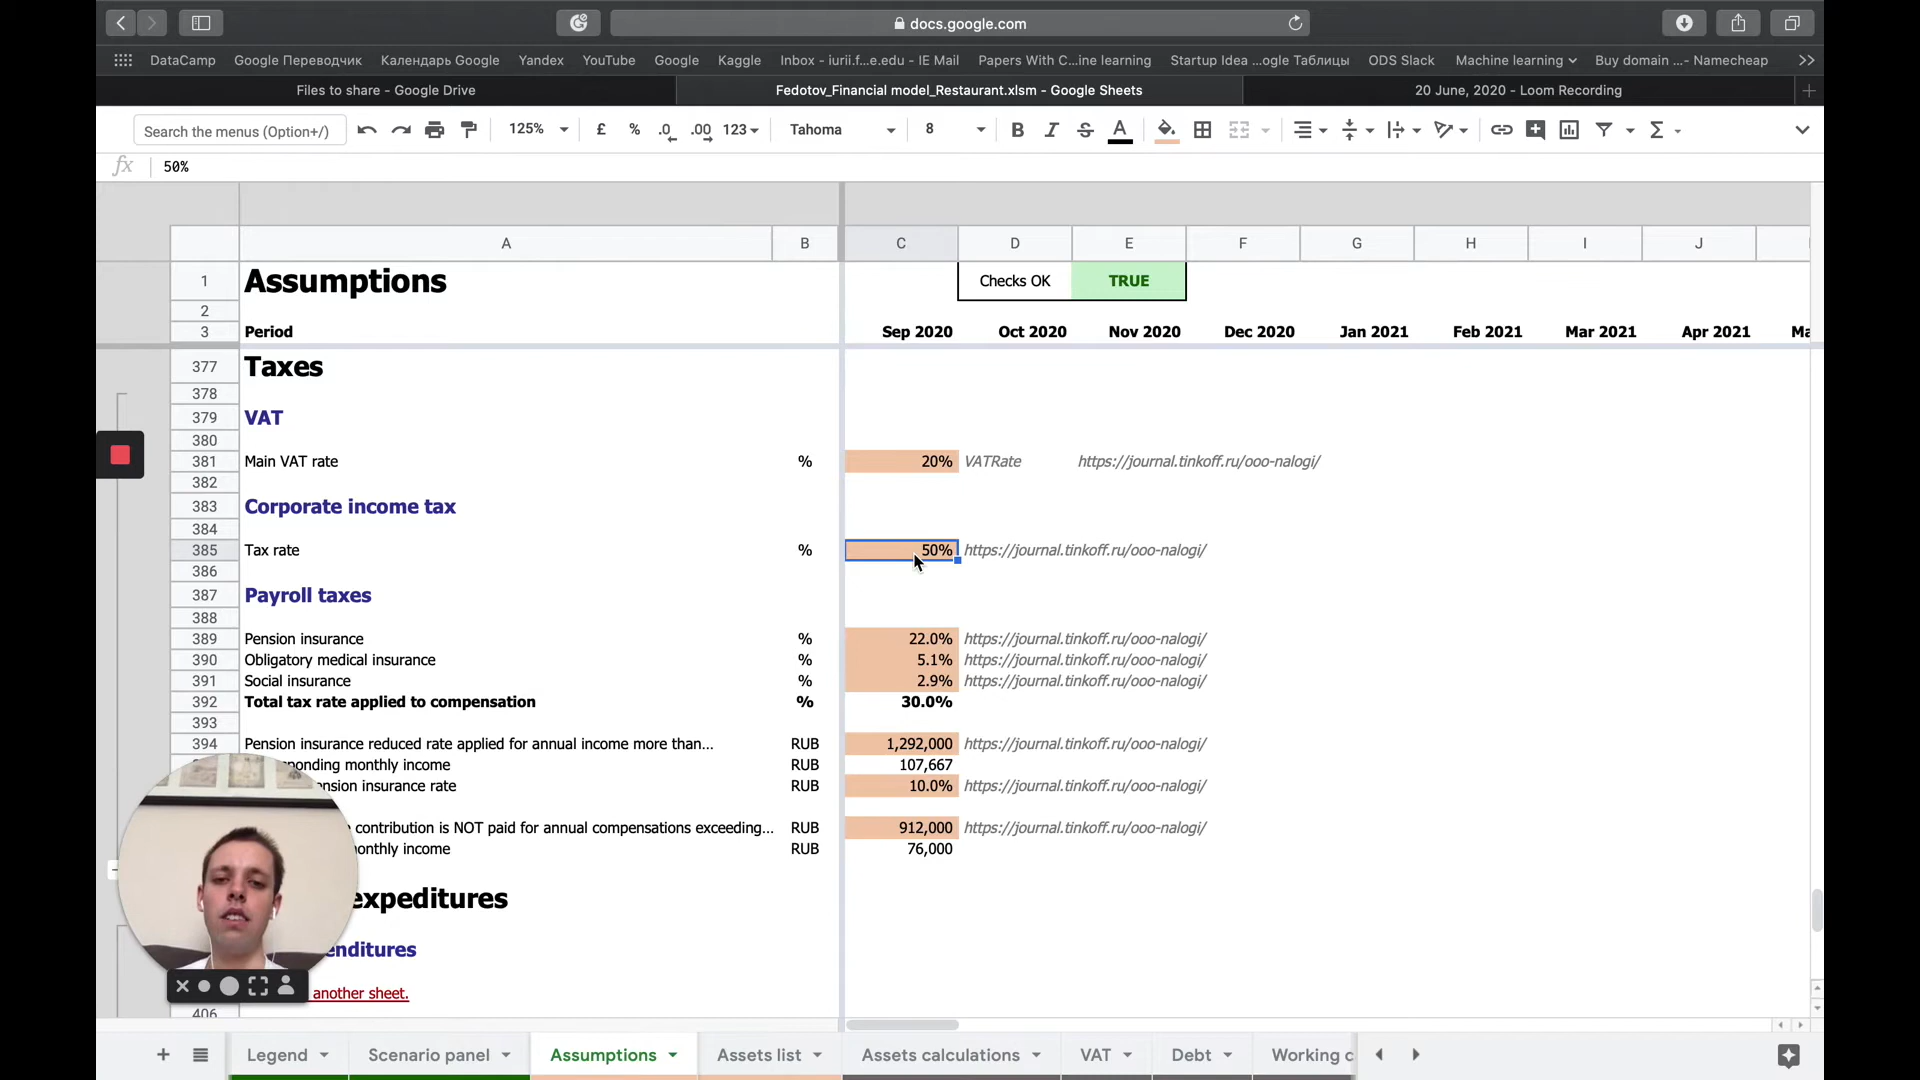 docs.google.com
DataCamp Google Переводчик Календарь Google Yandex YouTube Google Kaggle Inbox - iurii.f...e.edu - IE Mail Papers With C...ine learning Startup Idea ...ogle Таблицы ODS Slack Machine learning Buy domain ...- Namecheap
Files to share - Google Drive Fedotov_Financial model_Restaurant.xlsm - Google Sheets 20 June, 2020 - Loom Recording
Search the menus (Option+/) 125% £ % .0 .00 123 Tahoma 8 B I S A Σ
fx 50%
A B C D E F G H I J
1 Assumptions Checks OK TRUE
2
3 Period Sep 2020 Oct 2020 Nov 2020 Dec 2020 Jan 2021 Feb 2021 Mar 2021 Apr 2021 Ma
377 Taxes
378
379 VAT
380
381 Main VAT rate % 20% VATRate https://journal.tinkoff.ru/ooo-nalogi/
382
383 Corporate income tax
384
385 Tax rate % 50% https://journal.tinkoff.ru/ooo-nalogi/
386
387 Payroll taxes
388
389 Pension insurance % 22.0% https://journal.tinkoff.ru/ooo-nalogi/
390 Obligatory medical insurance % 5.1% https://journal.tinkoff.ru/ooo-nalogi/
391 Social insurance % 2.9% https://journal.tinkoff.ru/ooo-nalogi/
392 Total tax rate applied to compensation % 30.0%
393
394 Pension insurance reduced rate applied for annual income more than... RUB 1,292,000 https://journal.tinkoff.ru/ooo-nalogi/
ponding monthly income RUB 107,667
ension insurance rate RUB 10.0% https://journal.tinkoff.ru/ooo-nalogi/
contribution is NOT paid for annual compensations exceeding... RUB 912,000 https://journal.tinkoff.ru/ooo-nalogi/
onthly income RUB 76,000
expeditures
enditures
another sheet.
406
Legend Scenario panel Assumptions Assets list Assets calculations VAT Debt Working c